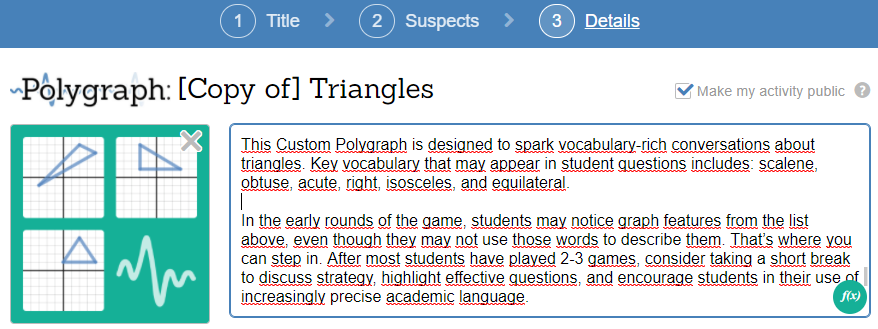 1 Title > 2 Suspects > 3 Details
Polygraph: [Copy of] Triangles
Make my activity public ?
This Custom Polygraph is designed to spark vocabulary-rich conversations about
triangles. Key vocabulary that may appear in student questions includes: scalene,
obtuse, acute, right, isosceles, and equilateral.
In the early rounds of the game, students may notice graph features from the list
above, even though they may not use those words to describe them. That’s where you
can step in. After most students have played 2-3 games, consider taking a short break
to discuss strategy, highlight effective questions, and encourage students in their use of
increasingly precise academic language.
f(x)